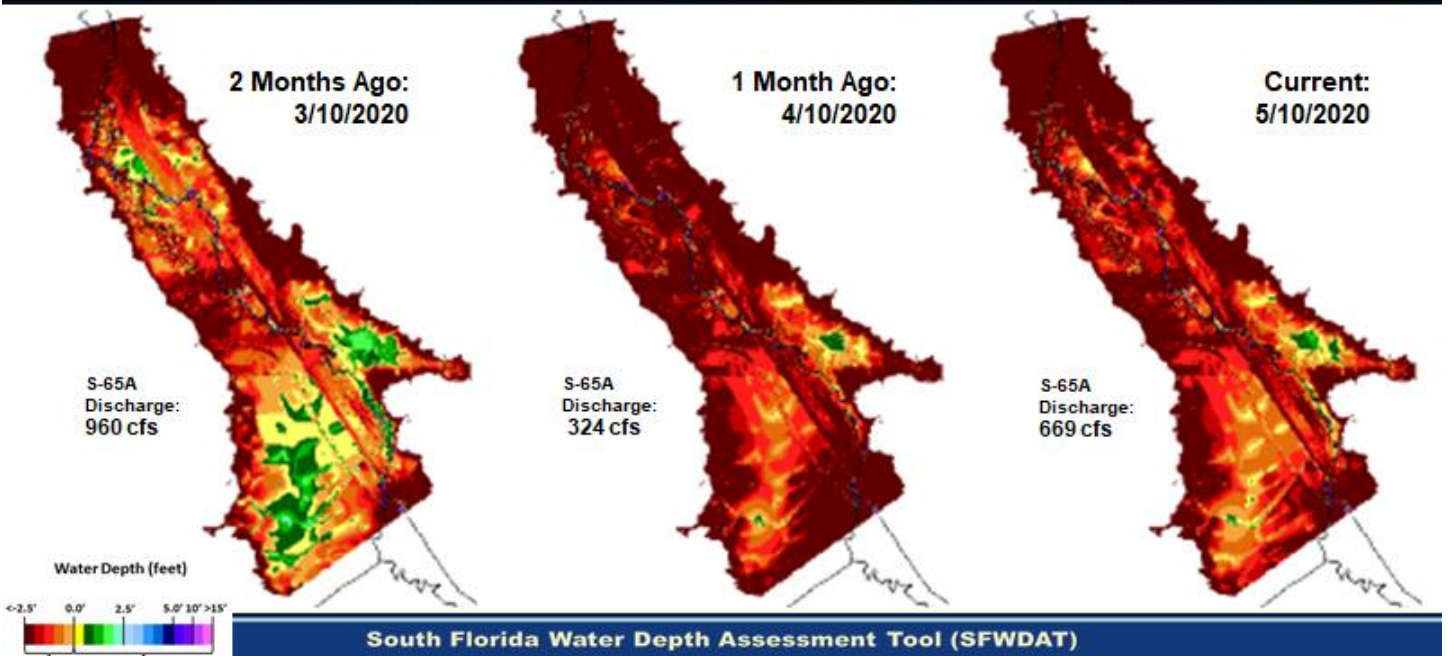 2 Months Ago:
3/10/2020
1 Month Ago:
4/10/2020
Current:
5/10/2020
S-65A
Discharge:
960 cfs
S-65A
Discharge:
324 cfs
S-65A
Discharge:
669 cfs
Water Depth (feet)
<-2.5' 0.0' 2.5' 5.0' 10' >15'
South Florida Water Depth Assessment Tool (SFWDAT)